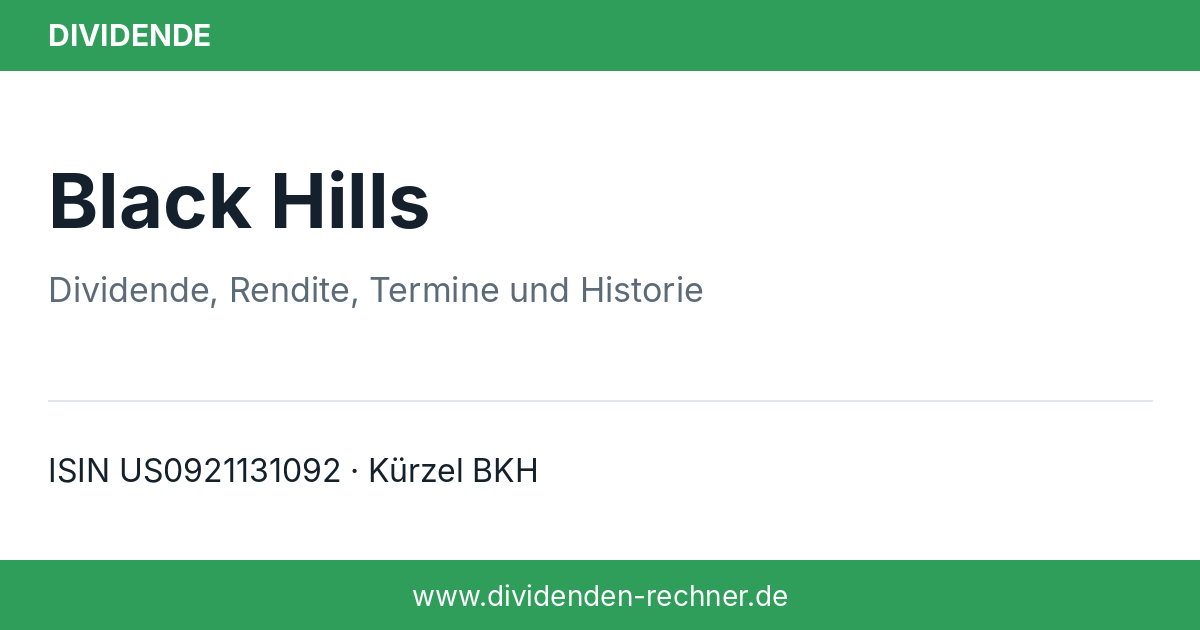 DIVIDENDE
Black Hills
Dividende, Rendite, Termine und Historie
ISIN US0921131092 · Kürzel BKH
www.dividenden-rechner.de